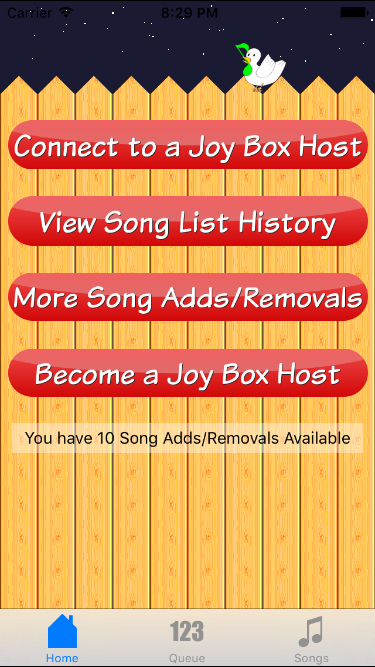 Carrier 8:29 PM
Connect to a Joy Box Host
View Song List History
More Song Adds/Removals
Become a Joy Box Host
You have 10 Song Adds/Removals Available
123
Home Queue Songs